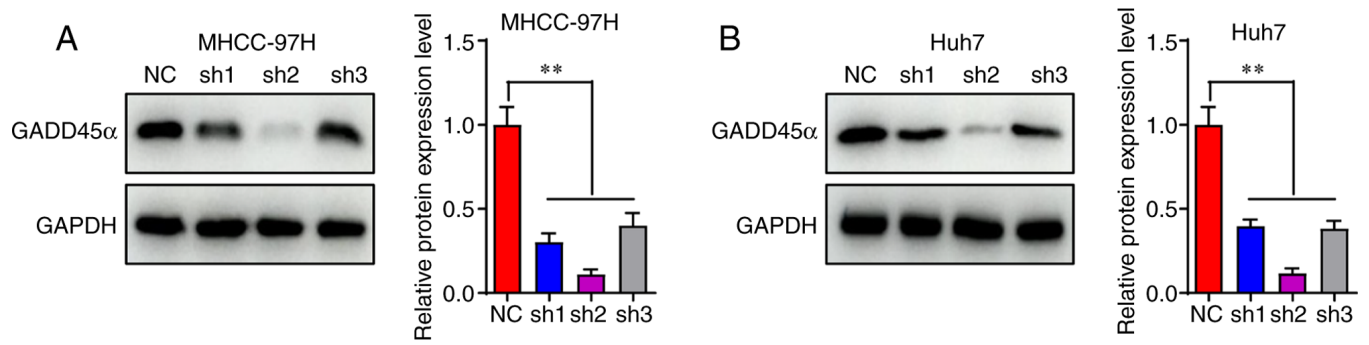 A
MHCC-97H
NC sh1 sh2 sh3
GADD45α
GAPDH
MHCC-97H
Relative protein expression level
1.5
1.0
0.5
0.0
**
NC sh1 sh2 sh3
B
Huh7
NC sh1 sh2 sh3
GADD45α
GAPDH
Huh7
Relative protein expression level
1.5
1.0
0.5
0.0
**
NC sh1 sh2 sh3